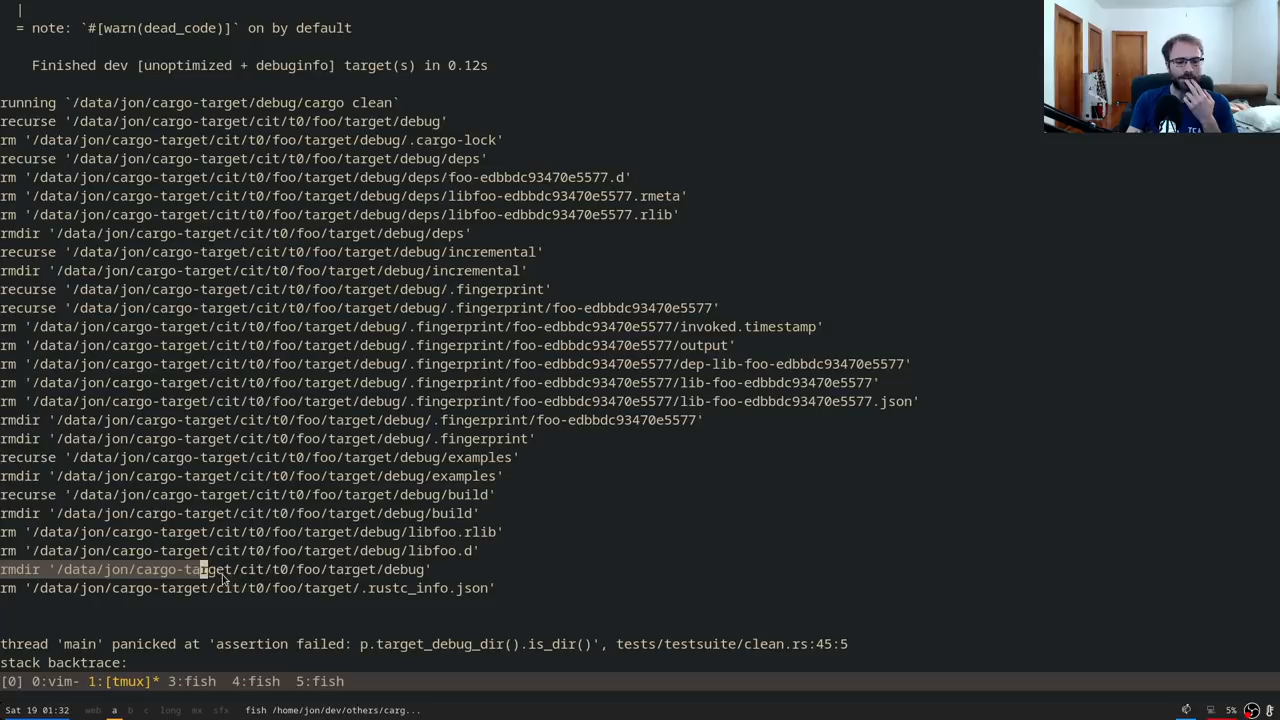 |
= note: `#[warn(dead_code)]` on by default
Finished dev [unoptimized + debuginfo] target(s) in 0.12s
running `/data/jon/cargo-target/debug/cargo clean`
recurse '/data/jon/cargo-target/cit/t0/foo/target/debug'
rm '/data/jon/cargo-target/cit/t0/foo/target/debug/.cargo-lock'
recurse '/data/jon/cargo-target/cit/t0/foo/target/debug/deps'
rm '/data/jon/cargo-target/cit/t0/foo/target/debug/deps/foo-edbbdc93470e5577.d'
rm '/data/jon/cargo-target/cit/t0/foo/target/debug/deps/libfoo-edbbdc93470e5577.rmeta'
rm '/data/jon/cargo-target/cit/t0/foo/target/debug/deps/libfoo-edbbdc93470e5577.rlib'
rmdir '/data/jon/cargo-target/cit/t0/foo/target/debug/deps'
recurse '/data/jon/cargo-target/cit/t0/foo/target/debug/incremental'
rmdir '/data/jon/cargo-target/cit/t0/foo/target/debug/incremental'
recurse '/data/jon/cargo-target/cit/t0/foo/target/debug/.fingerprint'
recurse '/data/jon/cargo-target/cit/t0/foo/target/debug/.fingerprint/foo-edbbdc93470e5577'
rm '/data/jon/cargo-target/cit/t0/foo/target/debug/.fingerprint/foo-edbbdc93470e5577/invoked.timestamp'
rm '/data/jon/cargo-target/cit/t0/foo/target/debug/.fingerprint/foo-edbbdc93470e5577/output'
rm '/data/jon/cargo-target/cit/t0/foo/target/debug/.fingerprint/foo-edbbdc93470e5577/dep-lib-foo-edbbdc93470e5577'
rm '/data/jon/cargo-target/cit/t0/foo/target/debug/.fingerprint/foo-edbbdc93470e5577/lib-foo-edbbdc93470e5577'
rm '/data/jon/cargo-target/cit/t0/foo/target/debug/.fingerprint/foo-edbbdc93470e5577/lib-foo-edbbdc93470e5577.json'
rmdir '/data/jon/cargo-target/cit/t0/foo/target/debug/.fingerprint/foo-edbbdc93470e5577'
rmdir '/data/jon/cargo-target/cit/t0/foo/target/debug/.fingerprint'
recurse '/data/jon/cargo-target/cit/t0/foo/target/debug/examples'
rmdir '/data/jon/cargo-target/cit/t0/foo/target/debug/examples'
recurse '/data/jon/cargo-target/cit/t0/foo/target/debug/build'
rmdir '/data/jon/cargo-target/cit/t0/foo/target/debug/build'
rm '/data/jon/cargo-target/cit/t0/foo/target/debug/libfoo.rlib'
rm '/data/jon/cargo-target/cit/t0/foo/target/debug/libfoo.d'
rmdir '/data/jon/cargo-target/cit/t0/foo/target/debug'
rm '/data/jon/cargo-target/cit/t0/foo/target/.rustc_info.json'
thread 'main' panicked at 'assertion failed: p.target_debug_dir().is_dir()', tests/testsuite/clean.rs:45:5
stack backtrace:
[0] 0:vim- 1:[tmux]* 3:fish 4:fish 5:fish
Sat 19 01:32 web a b c long mx sfx fish /home/jon/dev/others/carg... 5%